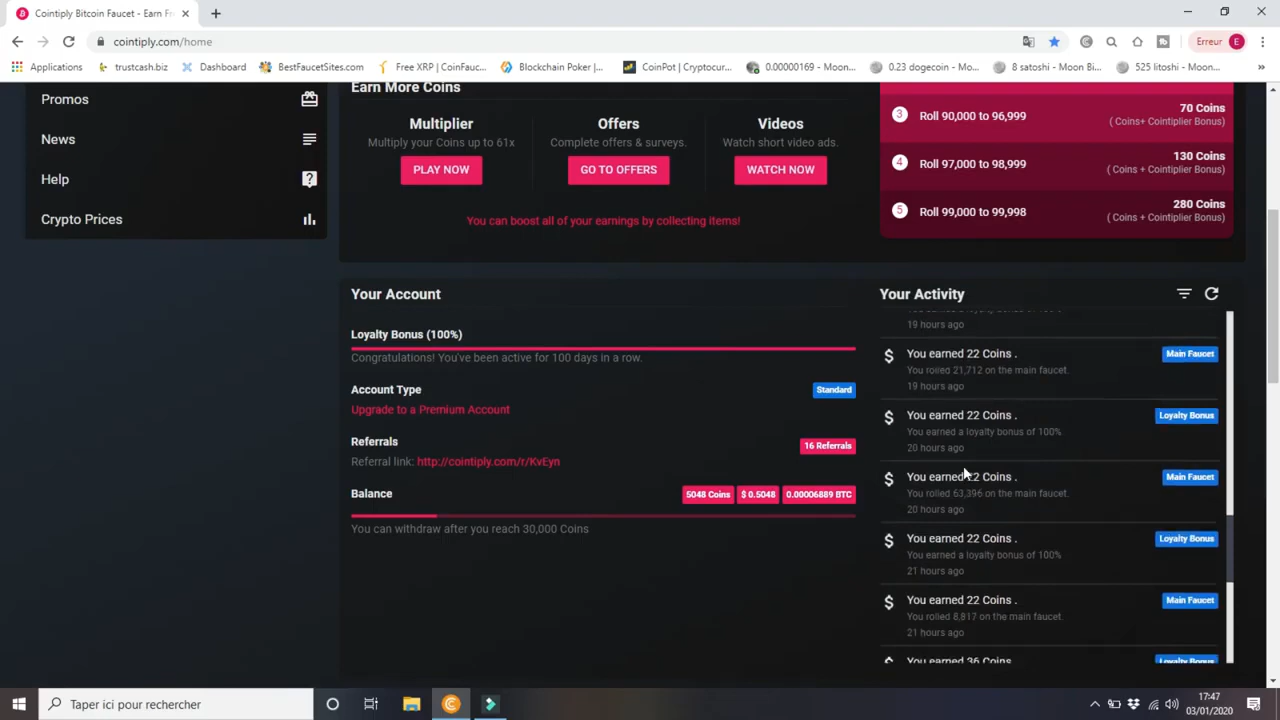 Cointiply Bitcoin Faucet - Earn Fr
cointiply.com/home
Erreur E
Applications
trustcash.biz
Dashboard
BestFaucetSites.com
Free XRP | CoinFauc...
Blockchain Poker |...
CoinPot | Cryptocur...
0.00000169 - Moon...
0.23 dogecoin - Mo...
8 satoshi - Moon Bi...
525 litoshi - Moon...
Promos
News
Help
Crypto Prices
Earn More Coins
Multiplier
Multiply your Coins up to 61x
PLAY NOW
Offers
Complete offers & surveys.
GO TO OFFERS
Videos
Watch short video ads.
WATCH NOW
You can boost all of your earnings by collecting items!
3 Roll 90,000 to 96,999 70 Coins
( Coins+ Cointiplier Bonus)
4 Roll 97,000 to 98,999 130 Coins
( Coins + Cointiplier Bonus)
5 Roll 99,000 to 99,998 280 Coins
( Coins + Cointiplier Bonus)
Your Account
Loyalty Bonus (100%)
Congratulations! You've been active for 100 days in a row.
Account Type Standard
Upgrade to a Premium Account
Referrals 16 Referrals
Referral link: http://cointiply.com/r/KvEyn
Balance 5048 Coins $ 0.5048 0.00006889 BTC
You can withdraw after you reach 30,000 Coins
Your Activity
19 hours ago
You earned 22 Coins . Main Faucet
You rolled 21,712 on the main faucet.
19 hours ago
You earned 22 Coins . Loyalty Bonus
You earned a loyalty bonus of 100%
20 hours ago
You earned 22 Coins . Main Faucet
You rolled 63,396 on the main faucet.
20 hours ago
You earned 22 Coins . Loyalty Bonus
You earned a loyalty bonus of 100%
21 hours ago
You earned 22 Coins . Main Faucet
You rolled 8,817 on the main faucet.
21 hours ago
You earned 36 Coins Loyalty Bonus
Taper ici pour rechercher
17:47
03/01/2020